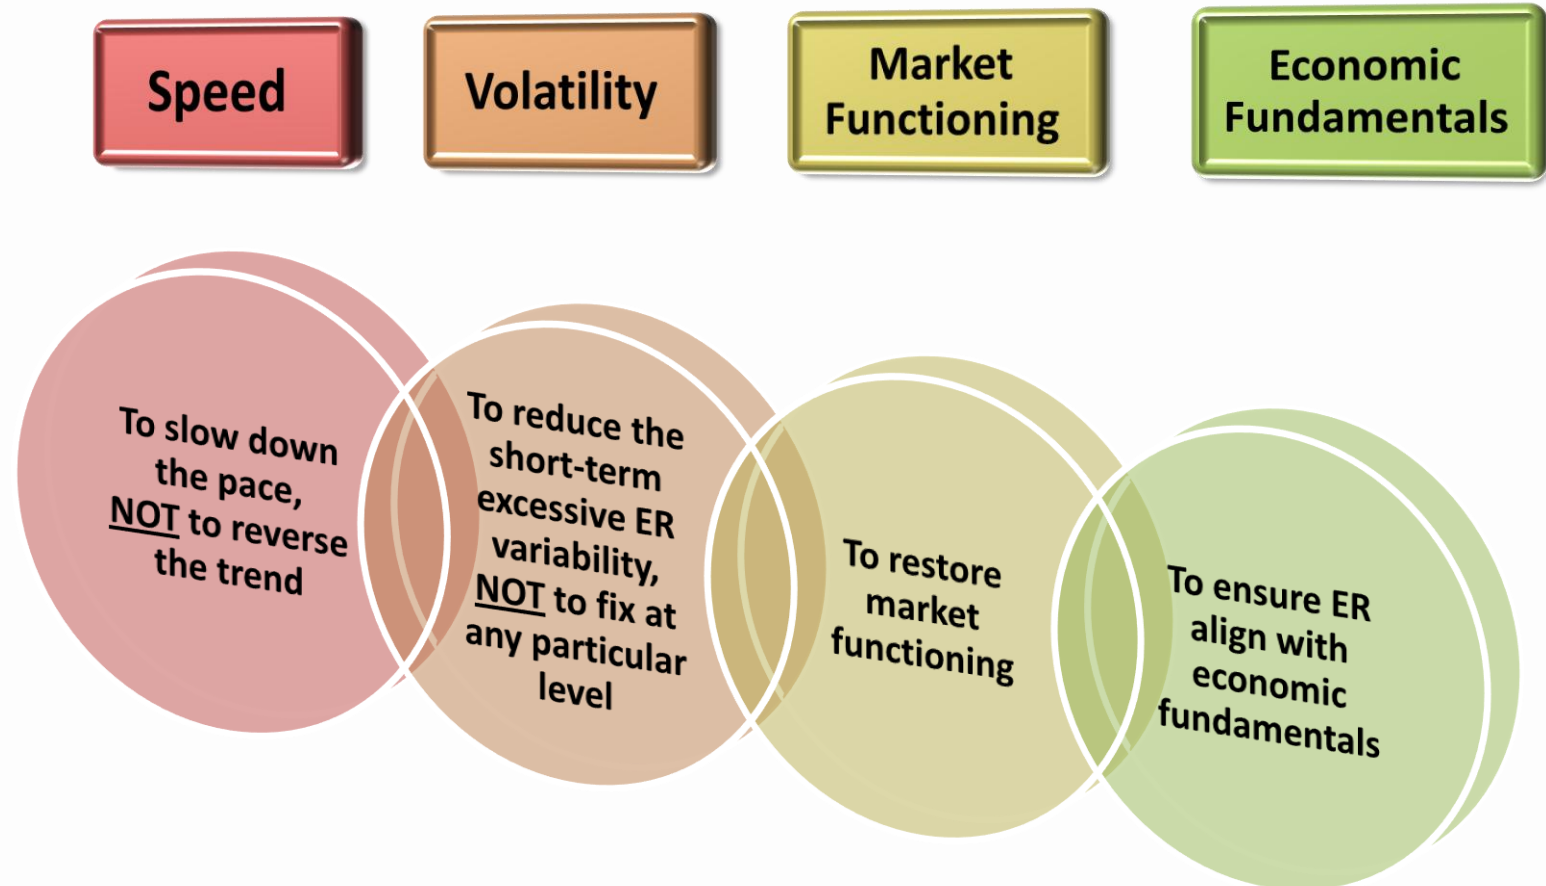 Speed
Volatility
Market
Functioning
Economic
Fundamentals
To slow down
the pace,
NOT to reverse
the trend
To reduce the
short-term
excessive ER
variability,
NOT to fix at
any particular
level
To restore
market
functioning
To ensure ER
align with
economic
fundamentals